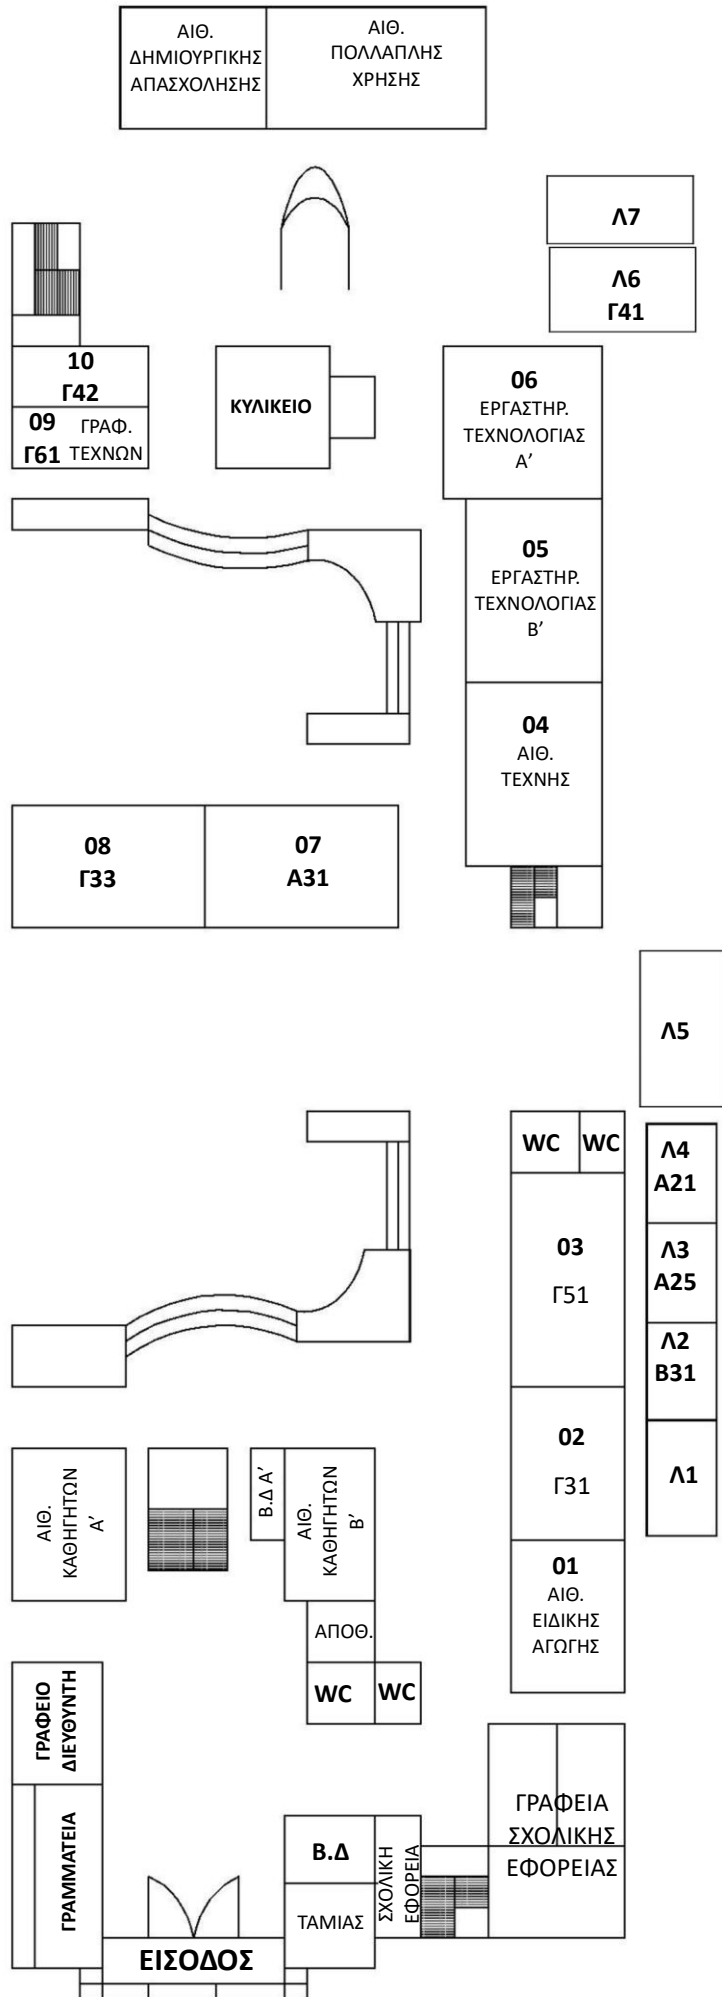 ΑΙΘ.
ΔΗΜΙΟΥΡΓΙΚΗΣ
ΑΠΑΣΧΟΛΗΣΗΣ
ΑΙΘ.
ΠΟΛΛΑΠΛΗΣ
ΧΡΗΣΗΣ
Λ7
Λ6
Γ41
10
Γ42
09 ΓΡΑΦ.
Γ61 ΤΕΧΝΩΝ
ΚΥΛΙΚΕΙΟ
06
ΕΡΓΑΣΤΗΡ.
ΤΕΧΝΟΛΟΓΙΑΣ
Α’
05
ΕΡΓΑΣΤΗΡ.
ΤΕΧΝΟΛΟΓΙΑΣ
Β’
04
ΑΙΘ.
ΤΕΧΝΗΣ
08
Γ33
07
Α31
Λ5
WC WC
03
Γ51
Λ4
Α21
Λ3
Α25
Λ2
Β31
Λ1
02
Γ31
01
ΑΙΘ.
ΕΙΔΙΚΗΣ
ΑΓΩΓΗΣ
ΑΙΘ.
ΚΑΘΗΓΗΤΩΝ
Α’
Β.Δ Α’
ΑΙΘ.
ΚΑΘΗΓΗΤΩΝ
Β’
ΑΠΟΘ.
WC WC
ΓΡΑΦΕΙΟ
ΔΙΕΥΘΥΝΤΗ
ΓΡΑΜΜΑΤΕΙΑ
Β.Δ
ΤΑΜΙΑΣ
ΣΧΟΛΙΚΗ
ΕΦΟΡΕΙΑ
ΓΡΑΦΕΙΑ
ΣΧΟΛΙΚΗΣ
ΕΦΟΡΕΙΑΣ
ΕΙΣΟΔΟΣ